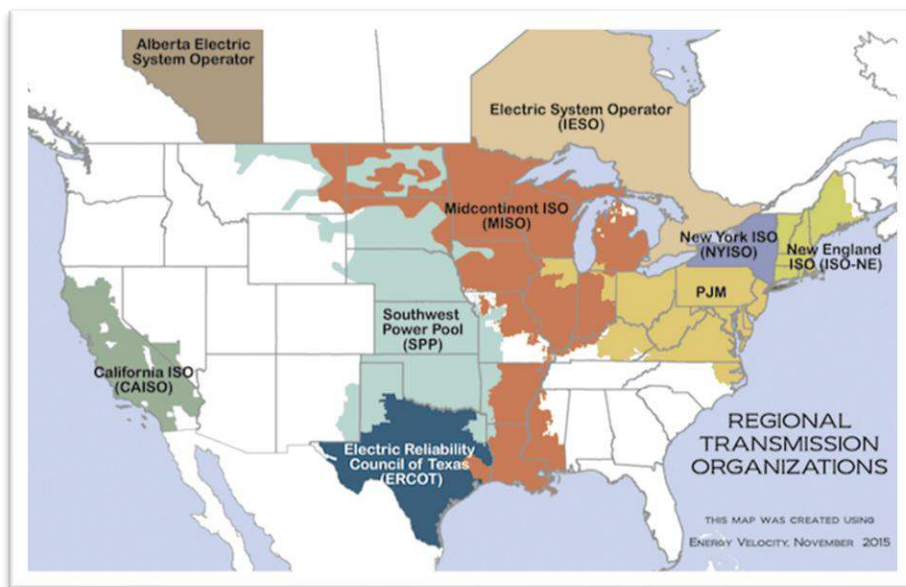 Alberta Electric
System Operator
Electric System Operator
(IESO)
Midcontinent ISO
(MISO)
New York ISO
(NYISO)
New England
ISO (ISO-NE)
PJM
Southwest
Power Pool
(SPP)
California ISO
(CAISO)
Electric Reliability
Council of Texas
(ERCOT)
REGIONAL
TRANSMISSION
ORGANIZATIONS
THIS MAP WAS CREATED USING
ENERGY VELOCITY, NOVEMBER 2015